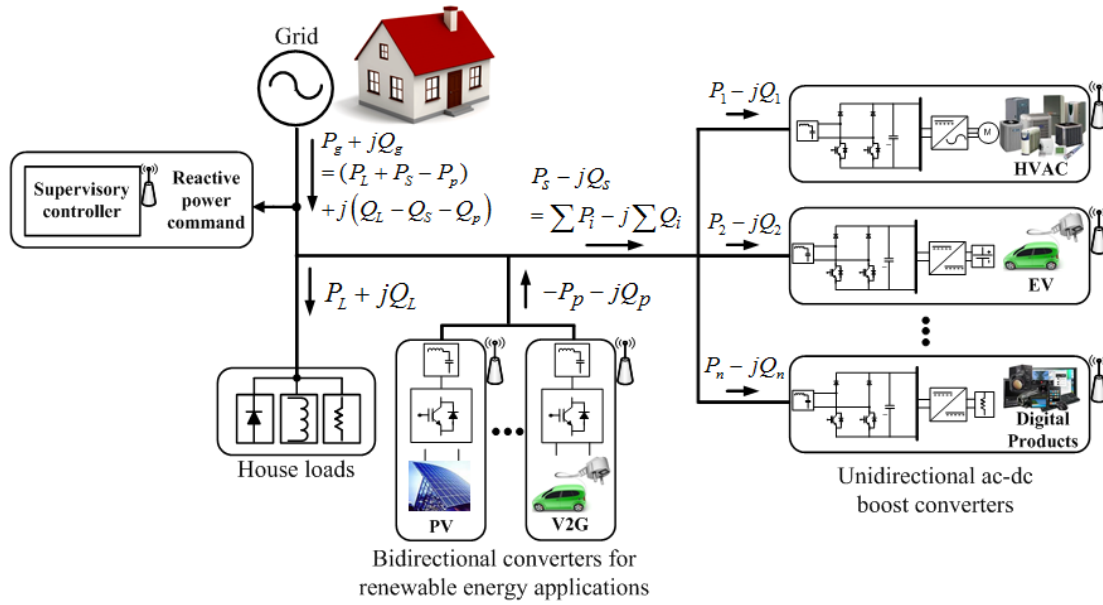 Grid
P_g + jQ_g
= (P_L + P_S − P_p)
+ j(Q_L − Q_S − Q_p)
Supervisory
controller
Reactive
power
command
P_s − jQ_s
= ∑ P_i − j∑ Q_i
P_1 − jQ_1
M
HVAC
P_2 − jQ_2
EV
P_L + jQ_L
−P_p − jQ_p
P_n − jQ_n
Digital
Products
House loads
PV
V2G
Unidirectional ac-dc
boost converters
Bidirectional converters for
renewable energy applications